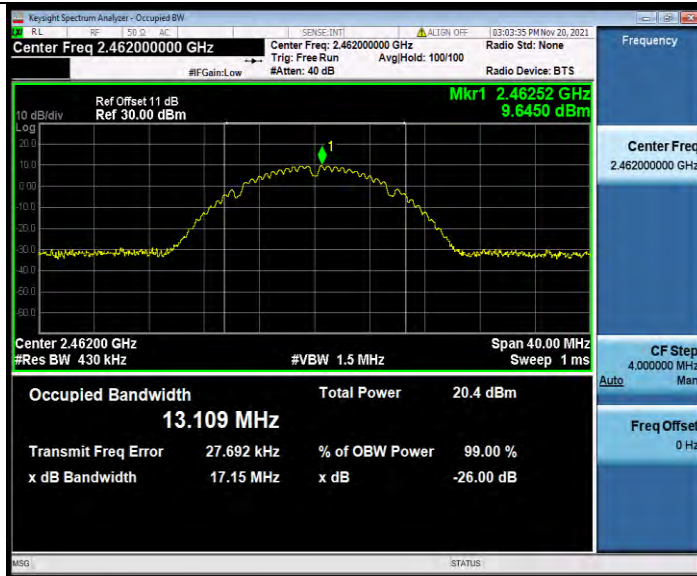 Keysight Spectrum Analyzer - Occupied BW
RL RF 50 Ω AC SENSE:INT ALIGN OFF 03:03:35 PM Nov 20, 2021
Center Freq 2.462000000 GHz
Center Freq: 2.462000000 GHz
Radio Std: None
Trig: Free Run Avg|Hold: 100/100
#IFGain:Low #Atten: 40 dB Radio Device: BTS
Frequency
Mkr1 2.46252 GHz
9.6450 dBm
Ref Offset 11 dB
10 dB/div Ref 30.00 dBm
Log
20.0
10.0
0.00
-10.0
-20.0
-30.0
-40.0
-50.0
-60.0
1
Center 2.46200 GHz Span 40.00 MHz
#Res BW 430 kHz #VBW 1.5 MHz Sweep 1 ms
Occupied Bandwidth Total Power 20.4 dBm
13.109 MHz
Transmit Freq Error 27.692 kHz % of OBW Power 99.00 %
x dB Bandwidth 17.15 MHz x dB -26.00 dB
Center Freq
2.462000000 GHz
CF Step
4.000000 MHz
Auto Man
Freq Offset
0 Hz
MSG STATUS